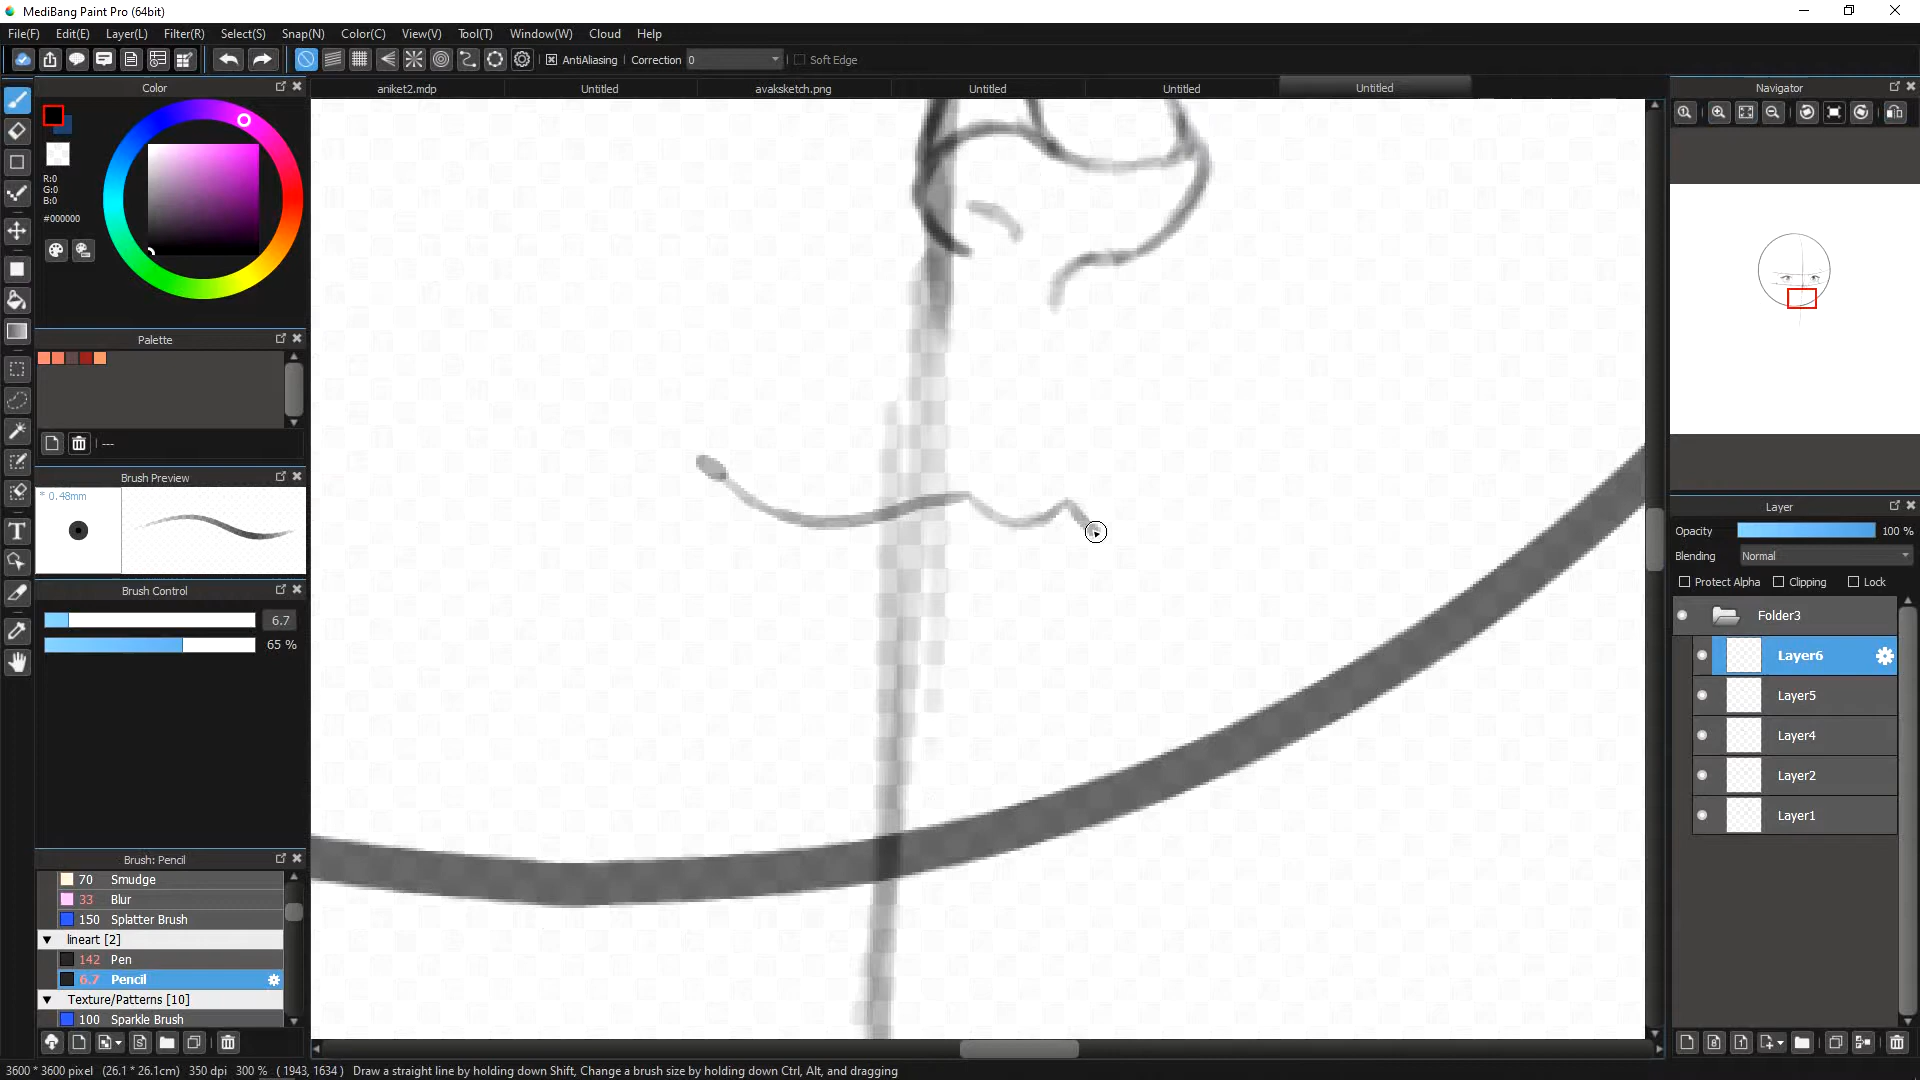 MediBang Paint Pro (64bit)
File(F) Edit(E) Layer(L) Filter(R) Select(S) Snap(N) Color(C) View(V) Tool(T) Window(W) Cloud Help
AntiAliasing Correction 0 Soft Edge
Color
aniket2.mdp Untitled avaksketch.png Untitled Untitled Untitled
Navigator
R:0
G:0
B:0
#000000
Palette
---
Brush Preview
* 0.48mm
Brush Control
6.7
65 %
Brush: Pencil
70 Smudge
33 Blur
150 Splatter Brush
lineart [2]
142 Pen
6.7 Pencil
Texture/Patterns [10]
100 Sparkle Brush
Layer
Opacity 100 %
Blending Normal
Protect Alpha Clipping Lock
Folder3
Layer6
Layer5
Layer4
Layer2
Layer1
3600 * 3600 pixel (26.1 * 26.1cm) 350 dpi 300 % ( 1943, 1634 ) Draw a straight line by holding down Shift, Change a brush size by holding down Ctrl, Alt, and dragging